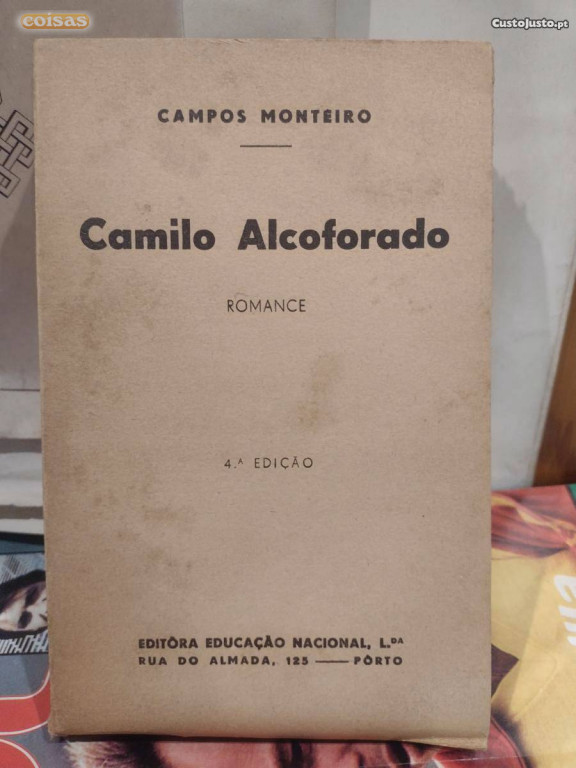 coisas
CustoJusto.pt
CAMPOS MONTEIRO
Camilo Alcoforado
ROMANCE
4.ᴬ EDIÇÃO
EDITÔRA EDUCAÇÃO NACIONAL, L.ᴰᴬ
RUA DO ALMADA, 125 — PÔRTO